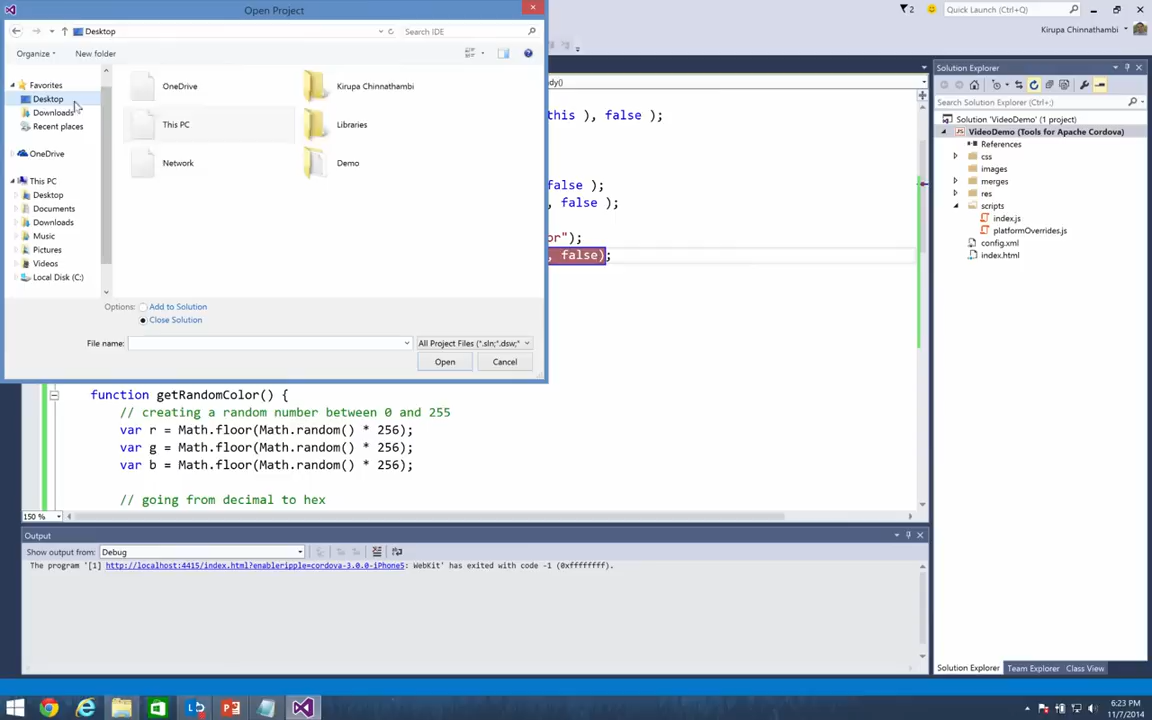 Open Project
2
Quick Launch (Ctrl+Q)
Desktop
Search IDE
Kirupa Chinnathambi
Organize
New folder
Solution Explorer
Favorites
Desktop
Downloads
Recent places
OneDrive
This PC
Desktop
Documents
Downloads
Music
Pictures
Videos
Local Disk (C:)
OneDrive
Kirupa Chinnathambi
This PC
Libraries
Network
Demo
Options:
Add to Solution
Close Solution
File name:
All Project Files (*.sln;*.dsw;*
Open
Cancel
dy()
this ), false );
false );
, false );
or");
, false);
function getRandomColor() {
// creating a random number between 0 and 255
var r = Math.floor(Math.random() * 256);
var g = Math.floor(Math.random() * 256);
var b = Math.floor(Math.random() * 256);
// going from decimal to hex
150 %
Search Solution Explorer (Ctrl+;)
Solution 'VideoDemo' (1 project)
VideoDemo (Tools for Apache Cordova)
References
css
images
merges
res
scripts
index.js
platformOverrides.js
config.xml
index.html
Output
Show output from:
Debug
The program '[1] http://localhost:4415/index.html?enableripple=cordova-3.0.0-iPhone5: WebKit' has exited with code -1 (0xffffffff).
Solution Explorer
Team Explorer
Class View
6:23 PM
11/7/2014